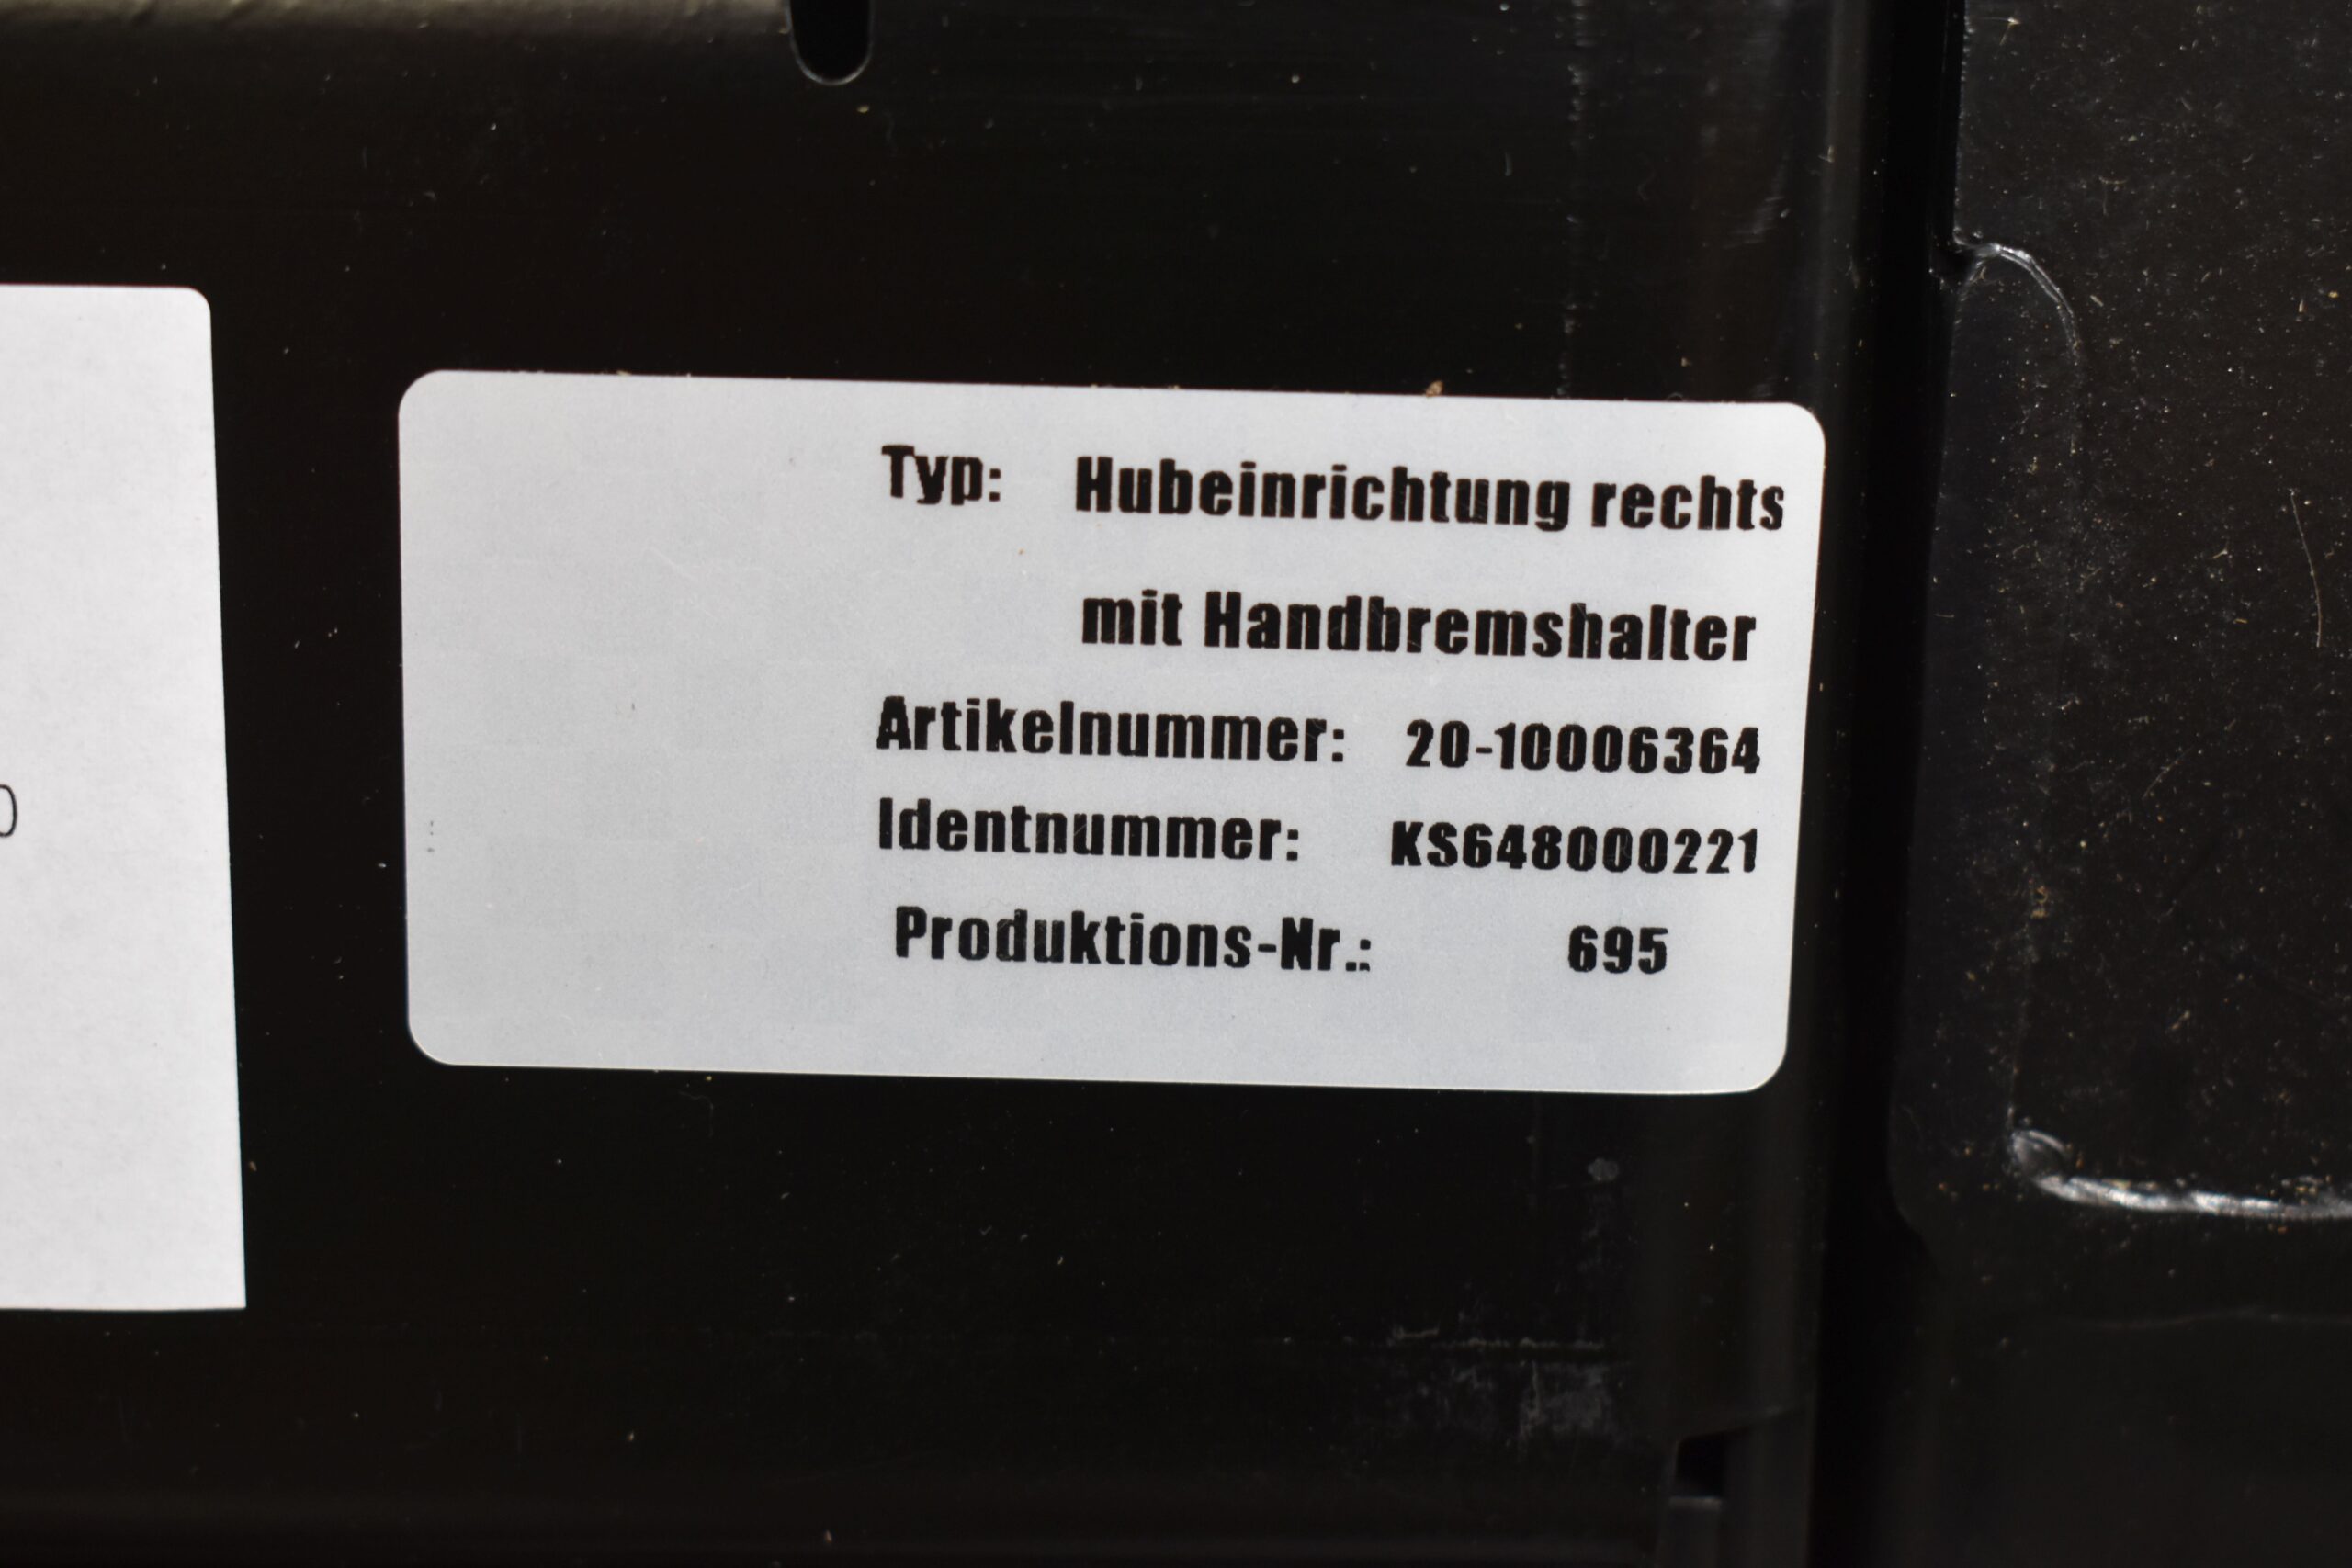 Typ: Hubeinrichtung rechts
mit Handbremshalter
Artikelnummer: 20-10006364
Identnummer: KS648000221
Produktions-Nr.: 695